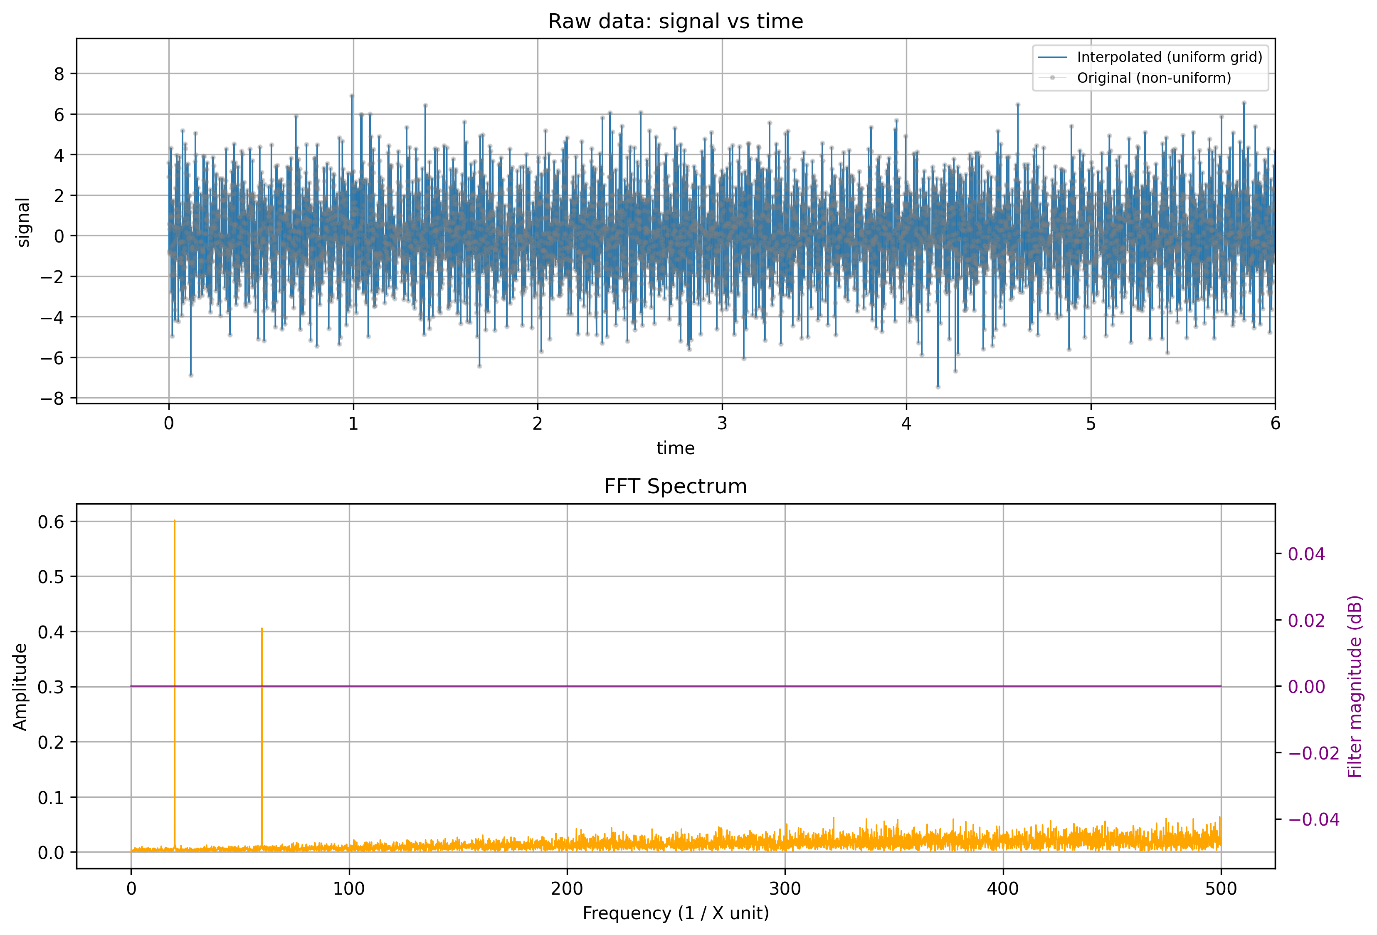 Raw data: signal vs time
Interpolated (uniform grid)
Original (non-uniform)
signal
8
6
4
2
0
−2
−4
−6
−8
0 1 2 3 4 5 6
time
FFT Spectrum
Amplitude
0.6
0.5
0.4
0.3
0.2
0.1
0.0
0.04
0.02
0.00
−0.02
−0.04
Filter magnitude (dB)
0 100 200 300 400 500
Frequency (1 / X unit)